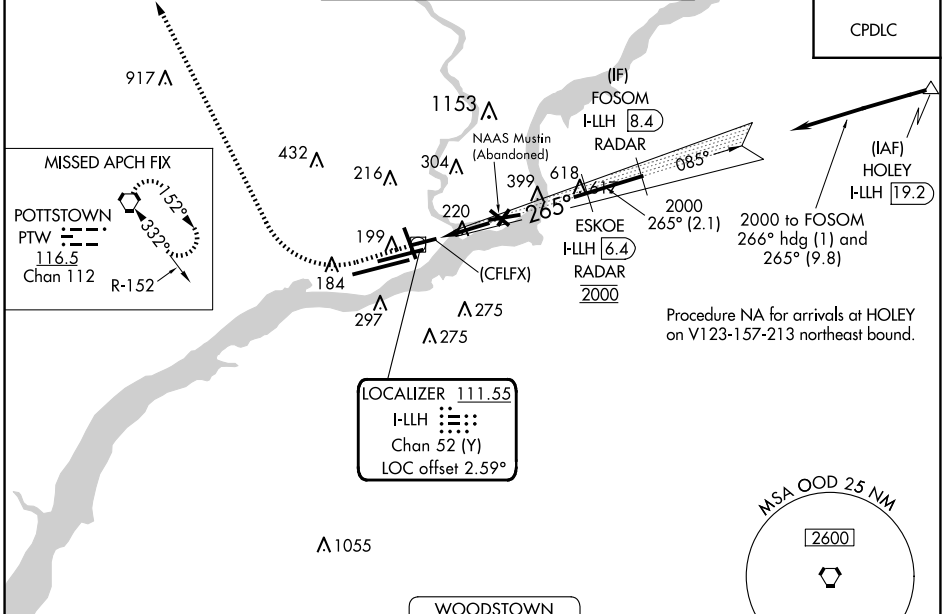 CPDLC
917
1153
(IF)
FOSOM
I-LLH 8.4
RADAR
NAAS Mustin
(Abandoned)
432
216
304
399
618
085°
(IAF)
HOLEY
I-LLH 19.2
MISSED APCH FIX
POTTSTOWN
PTW
116.5
Chan 112
152°
332°
R-152
220
265°
2000
265° (2.1)
2000 to FOSOM
266° hdg (1) and
265° (9.8)
199
184
(CFLFX)
ESKOE
I-LLH 6.4
RADAR
2000
297
275
275
Procedure NA for arrivals at HOLEY
on V123-157-213 northeast bound.
LOCALIZER 111.55
I-LLH
Chan 52 (Y)
LOC offset 2.59°
1055
MSA OOD 25 NM
2600
WOODSTOWN